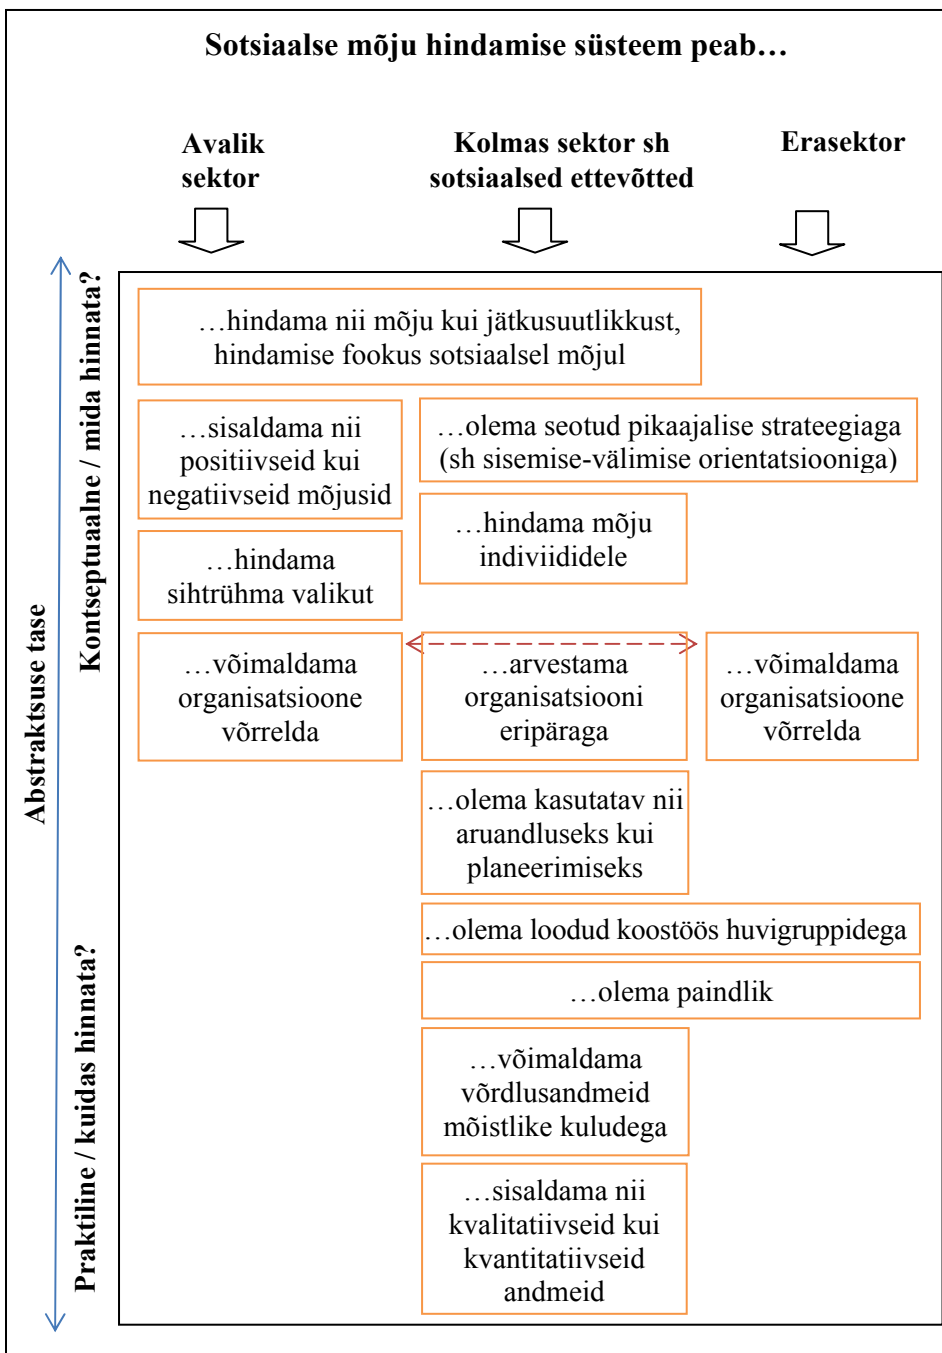 Sotsiaalse mõju hindamise süsteem peab…
Avalik
sektor
Kolmas sektor sh
sotsiaalsed ettevõtted
Erasektor
Abstraktsuse tase
Kontseptuaalne / mida hinnata?
Praktiline / kuidas hinnata?
…hindama nii mõju kui jätkusuutlikkust,
hindamise fookus sotsiaalsel mõjul
…sisaldama nii
positiivseid kui
negatiivseid mõjusid
…olema seotud pikaajalise strateegiaga
(sh sisemise-välimise orientatsiooniga)
…hindama mõju
indiviididele
…hindama
sihtrühma valikut
…võimaldama
organisatsioone
võrrelda
…arvestama
organisatsiooni
eripäraga
…võimaldama
organisatsioone
võrrelda
…olema kasutatav nii
aruandluseks kui
planeerimiseks
…olema loodud koostöös huvigruppidega
…olema paindlik
…võimaldama
võrdlusandmeid
mõistlike kuludega
…sisaldama nii
kvalitatiivseid kui
kvantitatiivseid
andmeid